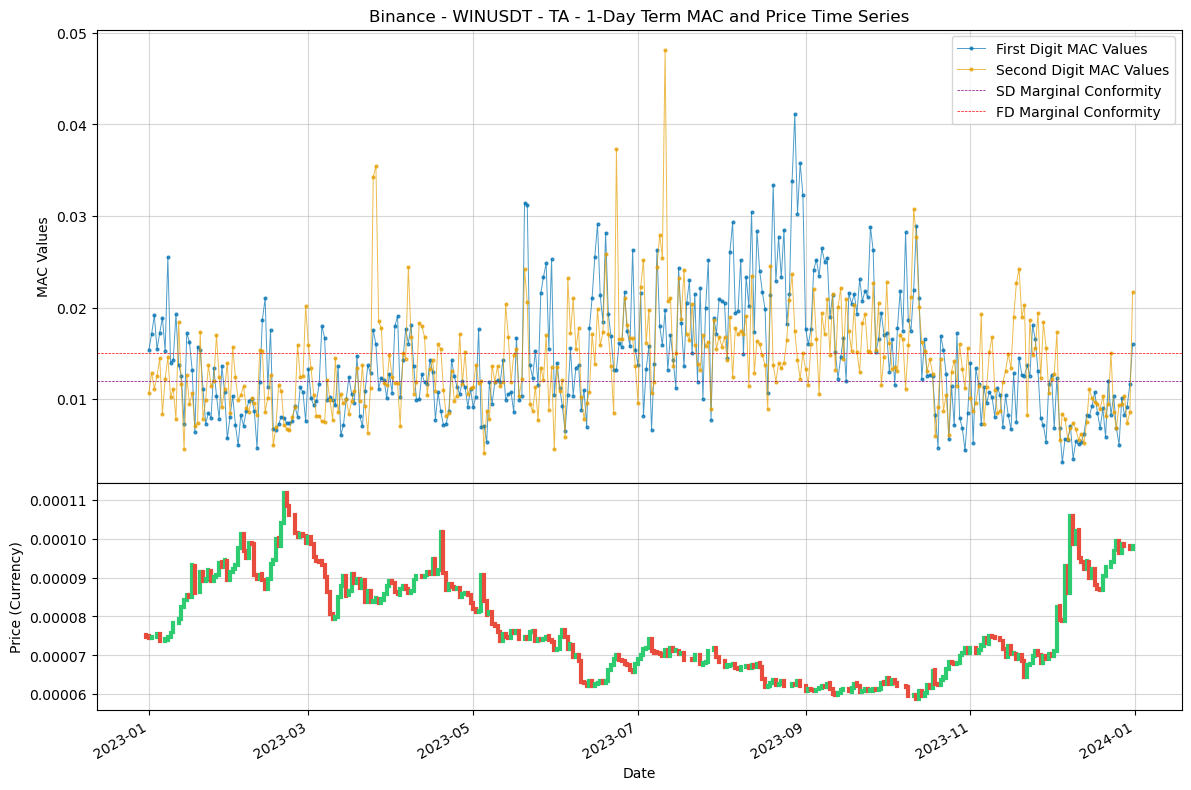 Binance - WINUSDT - TA - 1-Day Term MAC and Price Time Series
First Digit MAC Values
Second Digit MAC Values
SD Marginal Conformity
FD Marginal Conformity
MAC Values
0.05
0.04
0.03
0.02
0.01
Price (Currency)
0.00011
0.00010
0.00009
0.00008
0.00007
0.00006
2023-01
2023-03
2023-05
2023-07
2023-09
2023-11
2024-01
Date